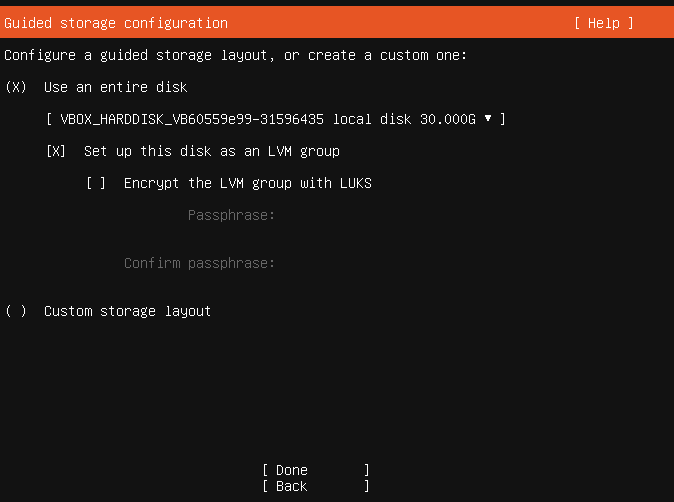 Guided storage configuration [ Help ]
Configure a guided storage layout, or create a custom one:
(X) Use an entire disk
[ VBOX_HARDDISK_VB60559e99-31596435 local disk 30.000G ▼ ]
[X] Set up this disk as an LVM group
[ ] Encrypt the LVM group with LUKS
Passphrase:
Confirm passphrase:
( ) Custom storage layout
[ Done ]
[ Back ]